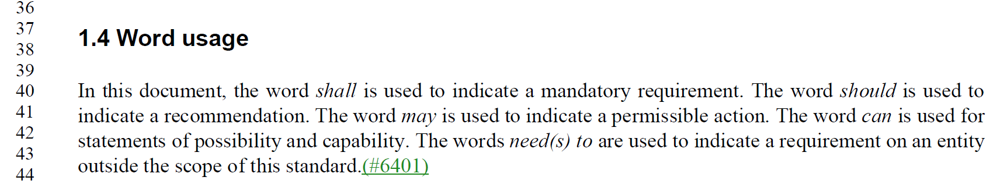 36
37
1.4 Word usage
38
39
40 In this document, the word shall is used to indicate a mandatory requirement. The word should is used to
41 indicate a recommendation. The word may is used to indicate a permissible action. The word can is used for
42 statements of possibility and capability. The words need(s) to are used to indicate a requirement on an entity
43
44 outside the scope of this standard.(#6401)